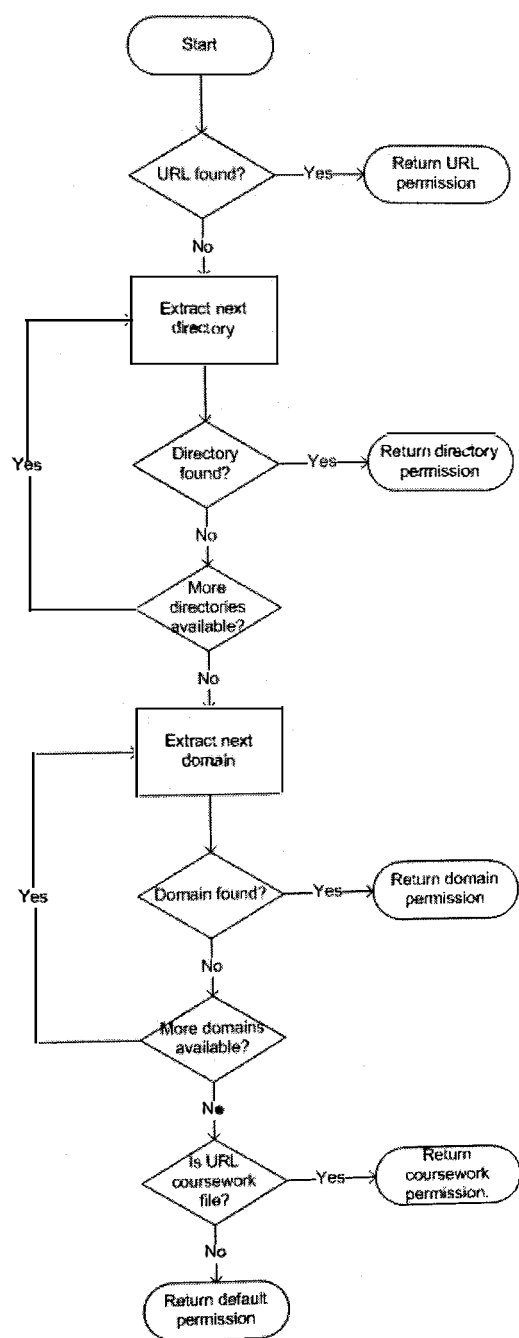 Start
URL found?
Yes
Return URL
permission
No
Extract next
directory
Directory
found?
Yes
Return directory
permission
Yes
No
More
directories
available?
No
Extract next
domain
Domain found?
Yes
Return domain
permission
Yes
No
More domains
available?
No
Is URL
coursework
file?
Yes
Return
coursework
permission.
No
Return default
permission